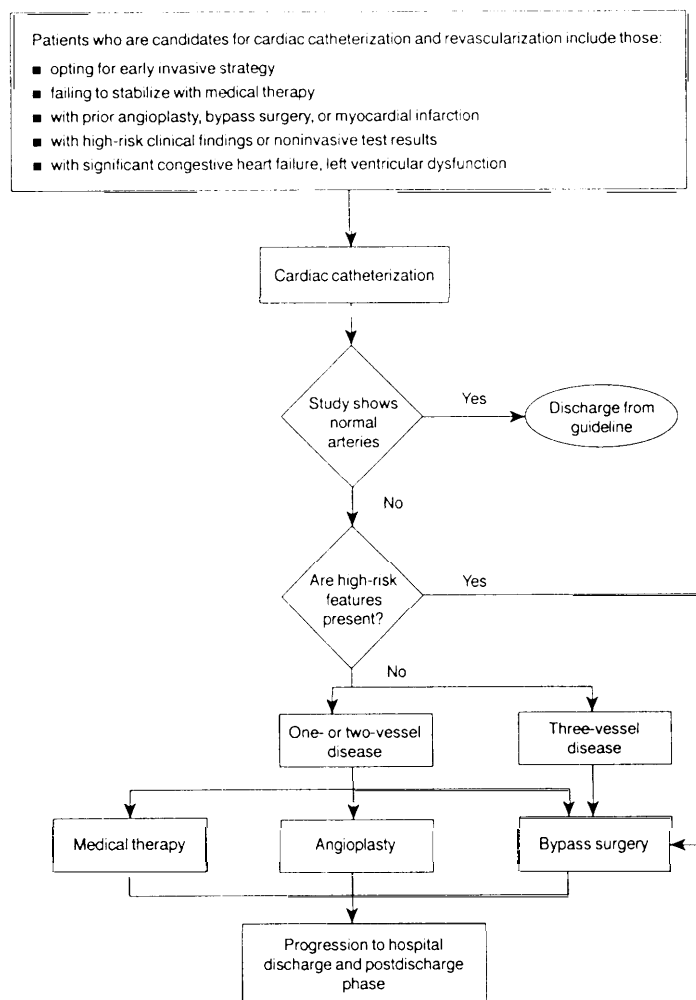 Patients who are candidates for cardiac catheterization and revascularization include those:
■ opting for early invasive strategy
■ failing to stabilize with medical therapy
■ with prior angioplasty, bypass surgery, or myocardial infarction
■ with high-risk clinical findings or noninvasive test results
■ with significant congestive heart failure, left ventricular dysfunction
Cardiac catheterization
Study shows
normal
arteries
Yes
Discharge from
guideline
No
Are high-risk
features
present?
Yes
No
One- or two-vessel
disease
Three-vessel
disease
Medical therapy
Angioplasty
Bypass surgery
Progression to hospital
discharge and postdischarge
phase